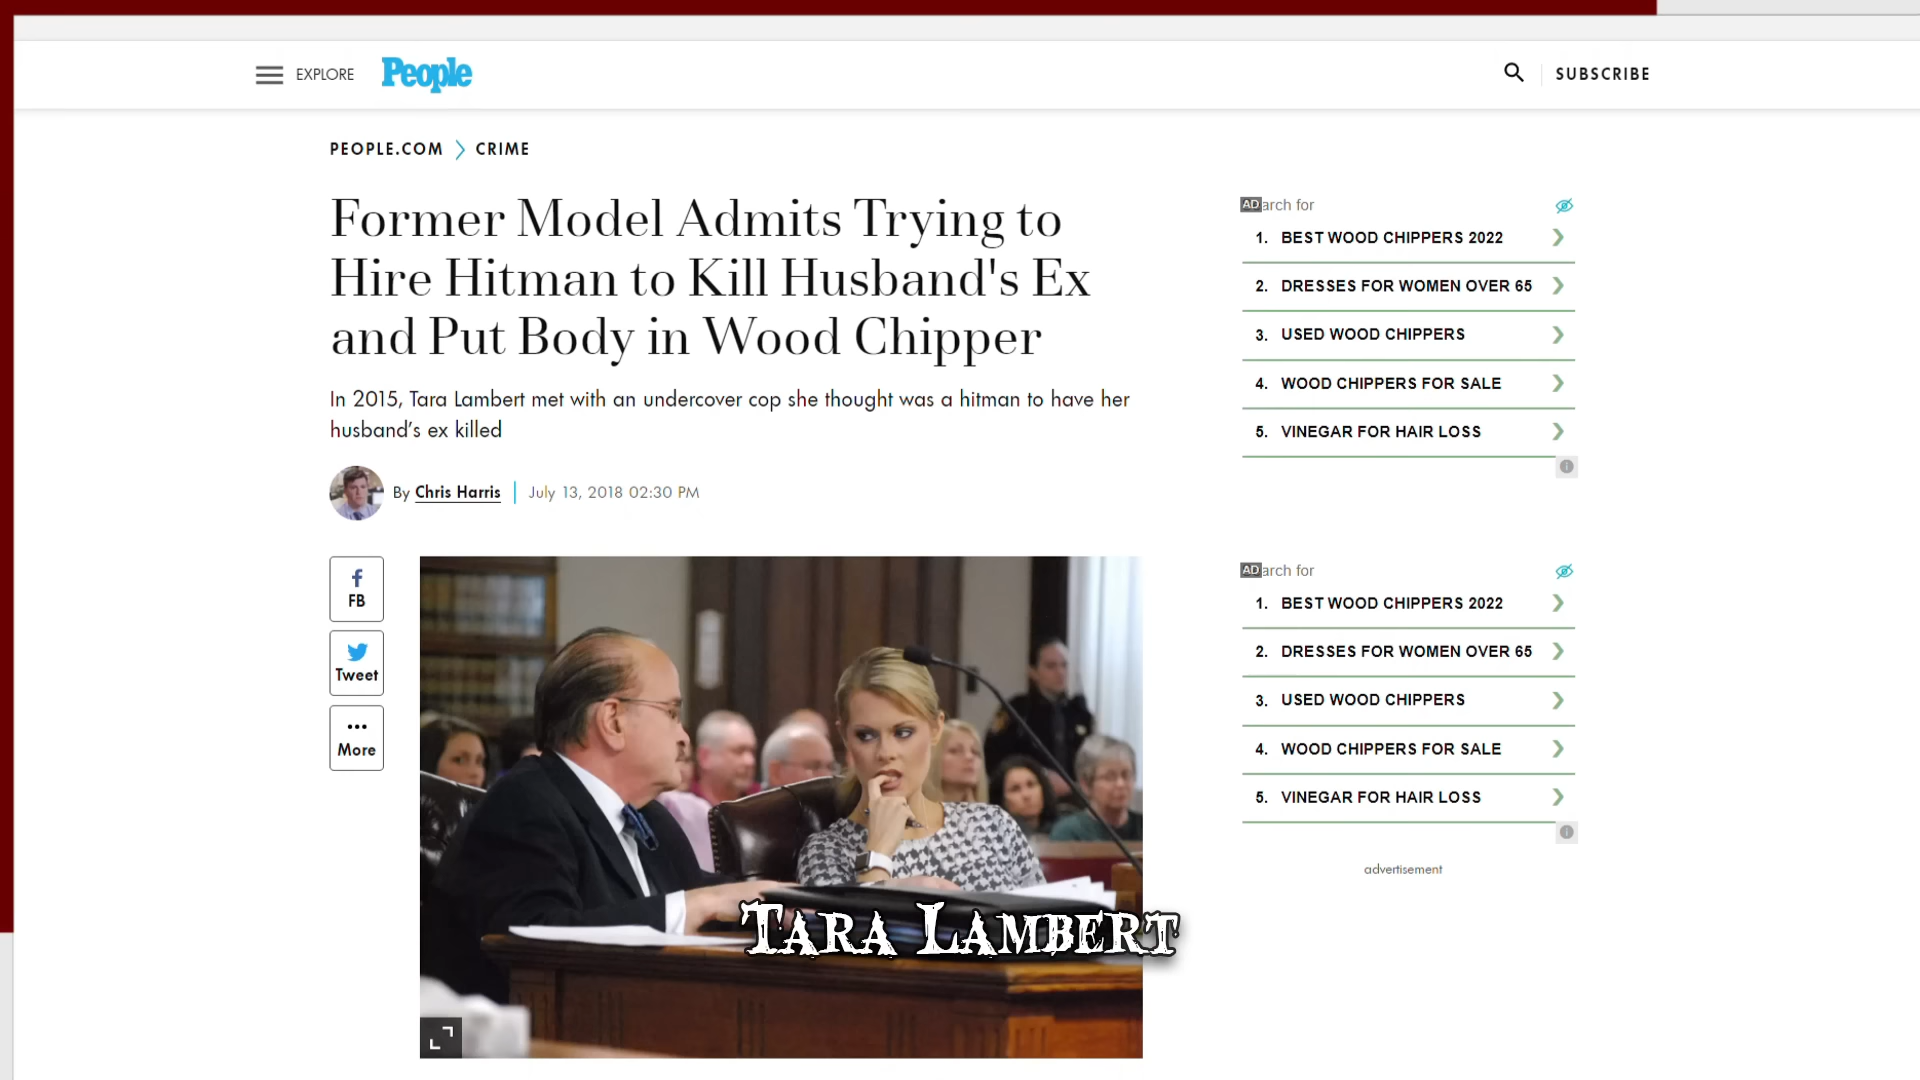 EXPLORE
People
SUBSCRIBE
PEOPLE.COM > CRIME
Former Model Admits Trying to
Hire Hitman to Kill Husband's Ex
and Put Body in Wood Chipper
In 2015, Tara Lambert met with an undercover cop she thought was a hitman to have her
husband’s ex killed
By Chris Harris | July 13, 2018 02:30 PM
FB
Tweet
More
TARA LAMBERT
AD arch for
1. BEST WOOD CHIPPERS 2022
2. DRESSES FOR WOMEN OVER 65
3. USED WOOD CHIPPERS
4. WOOD CHIPPERS FOR SALE
5. VINEGAR FOR HAIR LOSS
AD arch for
1. BEST WOOD CHIPPERS 2022
2. DRESSES FOR WOMEN OVER 65
3. USED WOOD CHIPPERS
4. WOOD CHIPPERS FOR SALE
5. VINEGAR FOR HAIR LOSS
advertisement